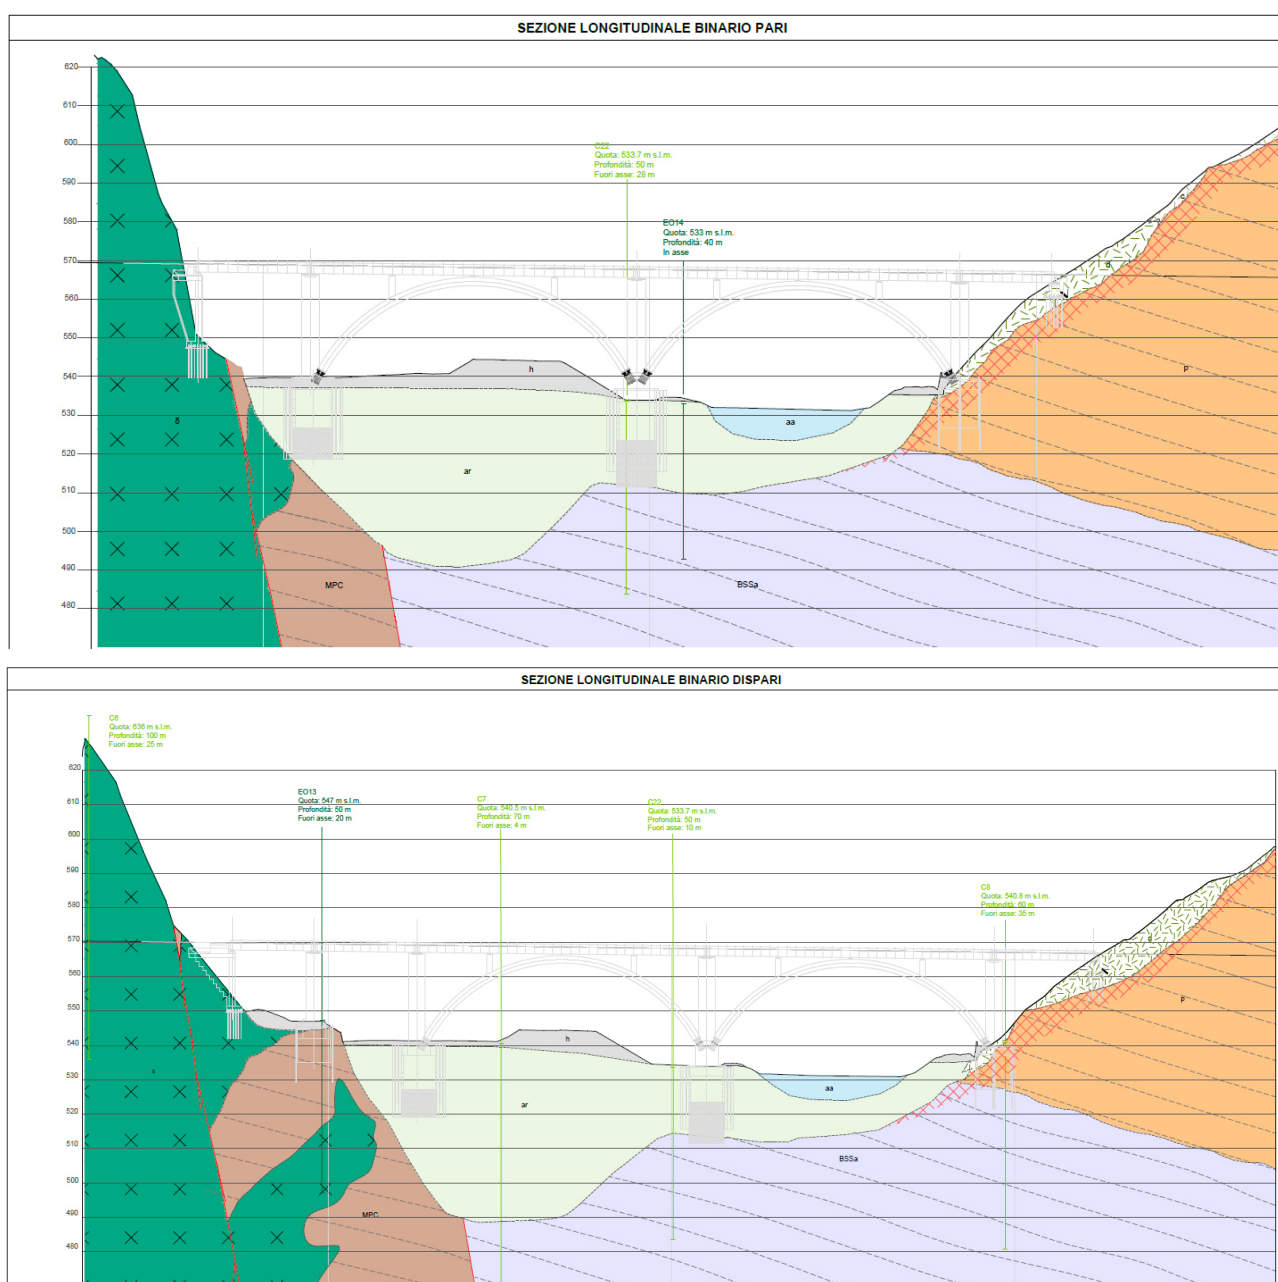 SEZIONE LONGITUDINALE BINARIO PARI
620
610
600
590
580
570
560
550
540
530
520
510
500
490
480
C22
Quota: 533.7 m s.l.m.
Profondità: 50 m
Fuori asse: 28 m
EO14
Quota: 533 m s.l.m.
Profondità: 40 m
In asse
c
d
p
h
aa
δ
ar
MPC
BSSa
SEZIONE LONGITUDINALE BINARIO DISPARI
C6
Quota: 636 m s.l.m.
Profondità: 100 m
Fuori asse: 25 m
620
610
600
590
580
570
560
550
540
530
520
510
500
490
480
EO13
Quota: 547 m s.l.m.
Profondità: 50 m
Fuori asse: 20 m
C7
Quota: 540.5 m s.l.m.
Profondità: 70 m
Fuori asse: 4 m
C22
Quota: 533.7 m s.l.m.
Profondità: 50 m
Fuori asse: 10 m
C8
Quota: 540.8 m s.l.m.
Profondità: 60 m
Fuori asse: 35 m
p
h
aa
ar
BSSa
MPC